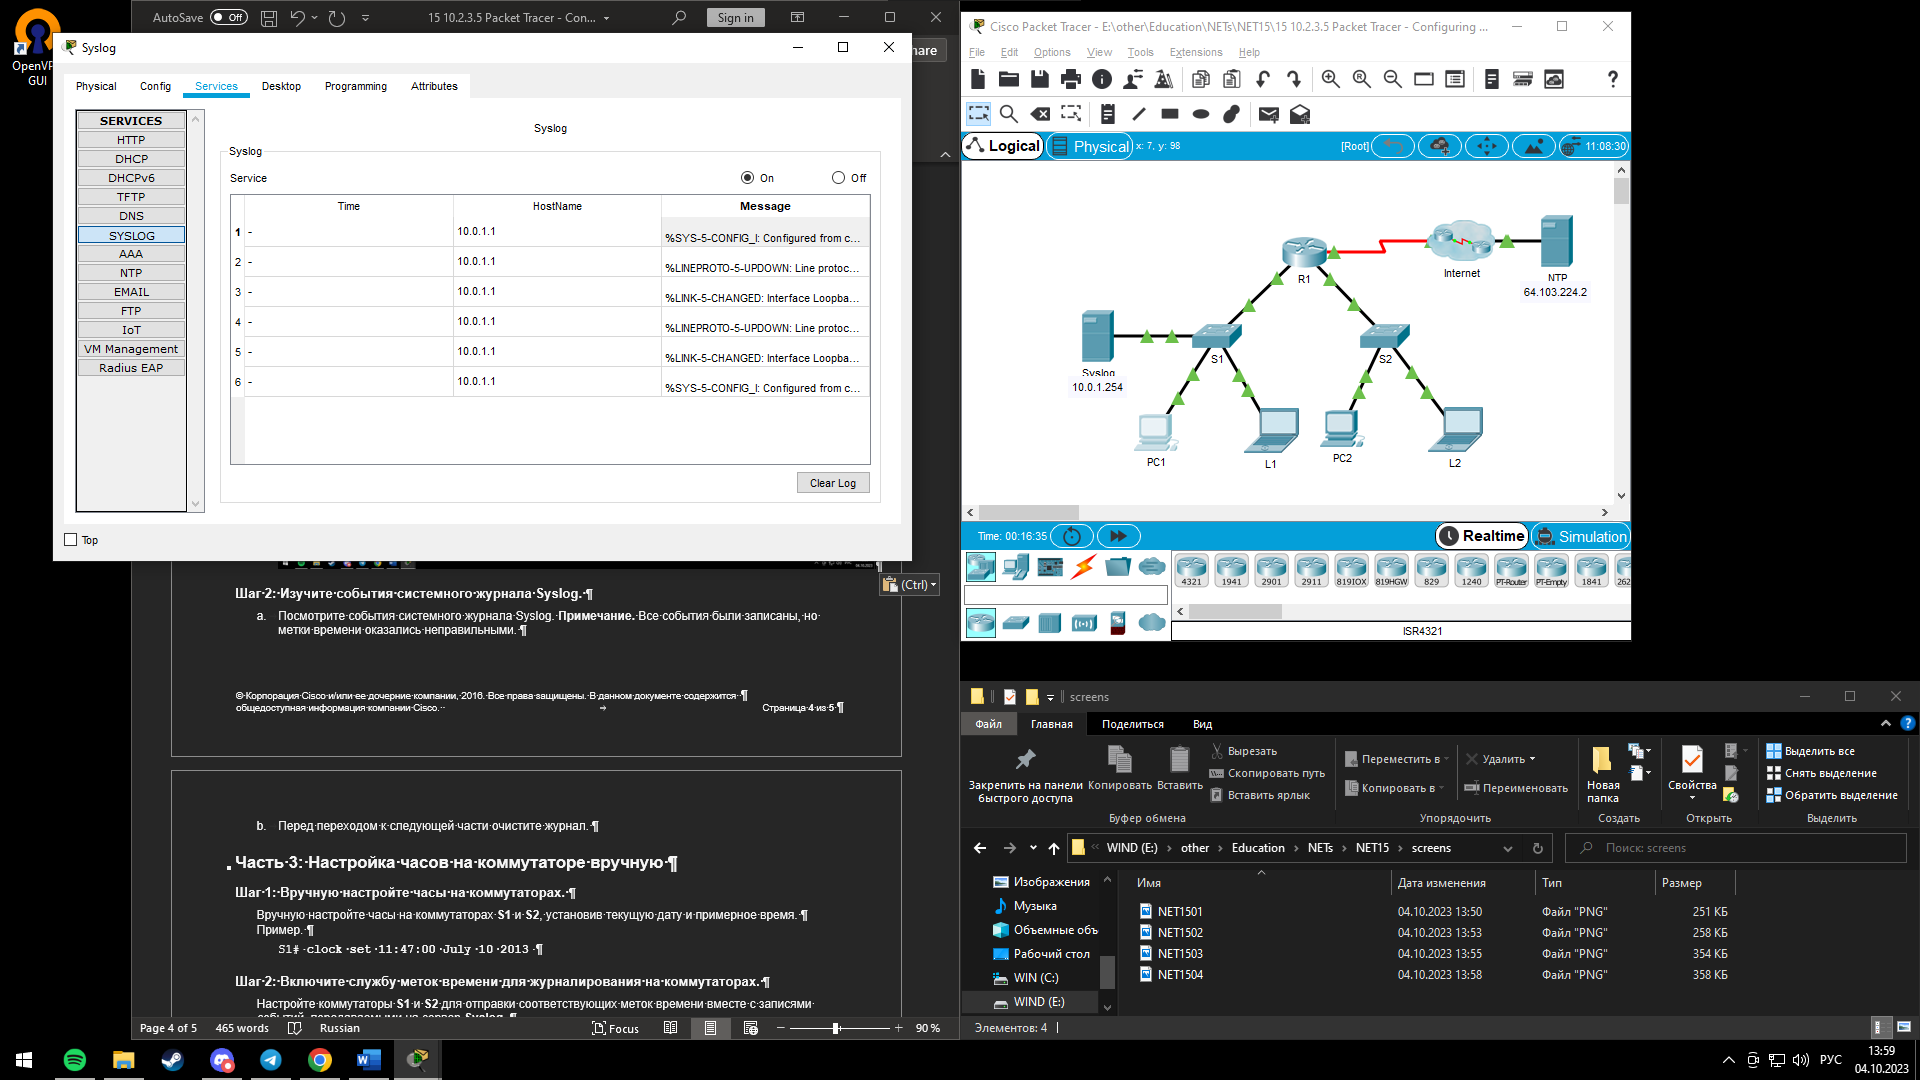 OpenVP
GUI
AutoSave Off
15 10.2.3.5 Packet Tracer - Con...
Sign in
hare
Syslog
Physical Config Services Desktop Programming Attributes
SERVICES
HTTP
DHCP
DHCPv6
TFTP
DNS
SYSLOG
AAA
NTP
EMAIL
FTP
IoT
VM Management
Radius EAP
Syslog
Syslog
Service On Off
Time HostName Message
1 - 10.0.1.1 %SYS-5-CONFIG_I: Configured from c...
2 - 10.0.1.1 %LINEPROTO-5-UPDOWN: Line protoc...
3 - 10.0.1.1 %LINK-5-CHANGED: Interface Loopba...
4 - 10.0.1.1 %LINEPROTO-5-UPDOWN: Line protoc...
5 - 10.0.1.1 %LINK-5-CHANGED: Interface Loopba...
6 - 10.0.1.1 %SYS-5-CONFIG_I: Configured from c...
Clear Log
Top
(Ctrl)
Шаг 2: Изучите события системного журнала Syslog. ¶
a. Посмотрите события системного журнала Syslog. Примечание. Все события были записаны, но
метки времени оказались неправильными. ¶
© Корпорация Cisco и/или ее дочерние компании, 2016. Все права защищены. В данном документе содержится ¶
общедоступная информация компании Cisco. → Страница 4 из 5 ¶
b. Перед переходом к следующей части очистите журнал. ¶
Часть 3: Настройка часов на коммутаторе вручную ¶
Шаг 1: Вручную настройте часы на коммутаторах. ¶
Вручную настройте часы на коммутаторах S1 и S2, установив текущую дату и примерное время. ¶
Пример. ¶
S1# clock set 11:47:00 July 10 2013 ¶
Шаг 2: Включите службу меток времени для журналирования на коммутаторах. ¶
Настройте коммутаторы S1 и S2 для отправки соответствующих меток времени вместе с записями
событий, передаваемыми на сервер Syslog. ¶
Page 4 of 5 465 words Russian Focus 90 %
Cisco Packet Tracer - E:\other\Education\NETs\NET15\15 10.2.3.5 Packet Tracer - Configuring ...
File Edit Options View Tools Extensions Help
?
Logical Physical x: 7, y: 98 [Root] 11:08:30
R1
Internet
NTP
64.103.224.2
Syslog
10.0.1.254
S1
S2
PC1
L1
PC2
L2
Time: 00:16:35 Realtime Simulation
4321 1941 2901 2911 819IOX 819HGW 829 1240 PT-Router PT-Empty 1841 262
ISR4321
screens
Файл Главная Поделиться Вид
Закрепить на панели
быстрого доступа
Копировать
Вставить
Вырезать
Скопировать путь
Вставить ярлык
Буфер обмена
Переместить в
Копировать в
Удалить
Переименовать
Упорядочить
Новая
папка
Создать
Свойства
Открыть
Выделить все
Снять выделение
Обратить выделение
Выделить
WIND (E:) › other › Education › NETs › NET15 › screens
Поиск: screens
Изображения
Музыка
Объемные объ
Рабочий стол
WIN (C:)
WIND (E:)
Имя Дата изменения Тип Размер
NET1501 04.10.2023 13:50 Файл "PNG" 251 КБ
NET1502 04.10.2023 13:53 Файл "PNG" 258 КБ
NET1503 04.10.2023 13:55 Файл "PNG" 354 КБ
NET1504 04.10.2023 13:58 Файл "PNG" 358 КБ
Элементов: 4
РУС
13:59
04.10.2023